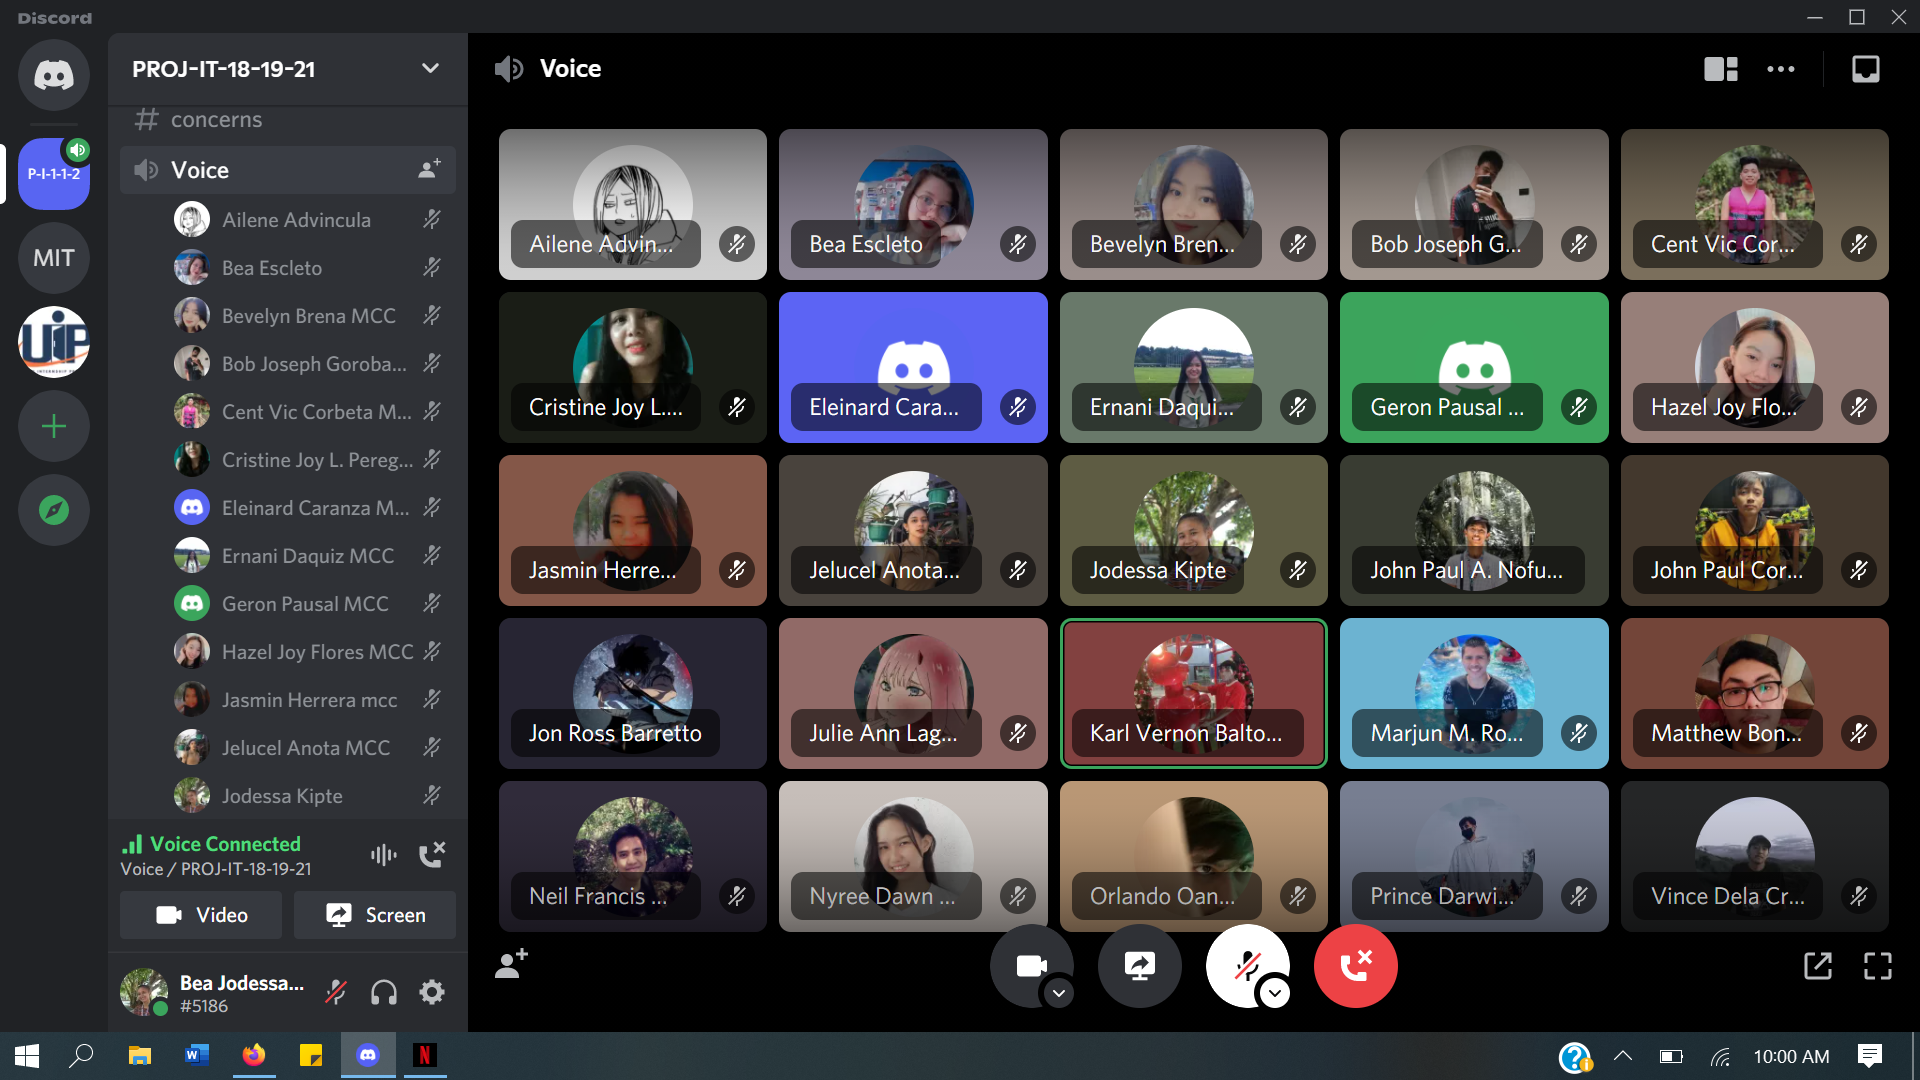 Discord
PROJ-IT-18-19-21
Voice
concerns
P-I-1-1-2
Voice
MIT
UIP
Ailene Advincula
Bea Escleto
Bevelyn Brena MCC
Bob Joseph Goroba...
Cent Vic Corbeta M...
Cristine Joy L. Pereg...
Eleinard Caranza M...
Ernani Daquiz MCC
Geron Pausal MCC
Hazel Joy Flores MCC
Jasmin Herrera mcc
Jelucel Anota MCC
Jodessa Kipte
Voice Connected
Voice / PROJ-IT-18-19-21
Video
Screen
Bea Jodessa...
#5186
Ailene Advin...
Bea Escleto
Bevelyn Bren...
Bob Joseph G...
Cent Vic Cor...
Cristine Joy L....
Eleinard Cara...
Ernani Daqui...
Geron Pausal ...
Hazel Joy Flo...
Jasmin Herre...
Jelucel Anota...
Jodessa Kipte
John Paul A. Nofu...
John Paul Cor...
Jon Ross Barretto
Julie Ann Lag...
Karl Vernon Balto...
Marjun M. Ro...
Matthew Bon...
Neil Francis ...
Nyree Dawn ...
Orlando Oan...
Prince Darwi...
Vince Dela Cr...
10:00 AM